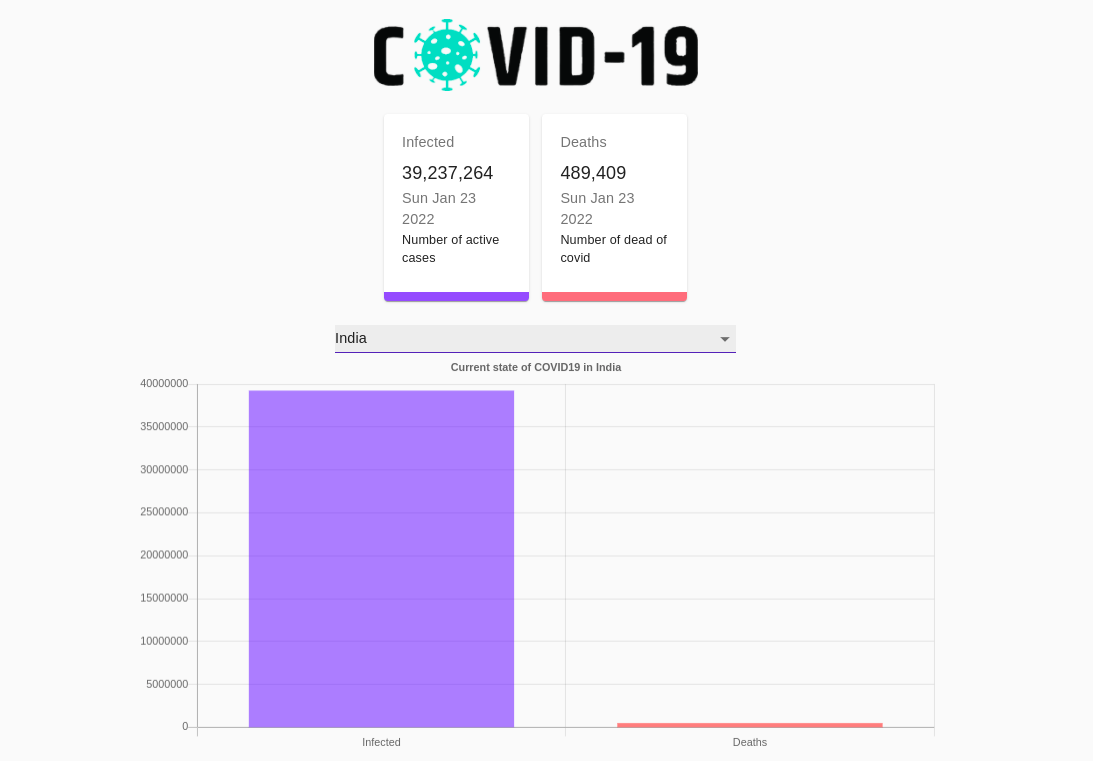 COVID-19
Infected
39,237,264
Sun Jan 23
2022
Number of active
cases
Deaths
489,409
Sun Jan 23
2022
Number of dead of
covid
India
Current state of COVID19 in India
40000000
35000000
30000000
25000000
20000000
15000000
10000000
5000000
0
Infected
Deaths